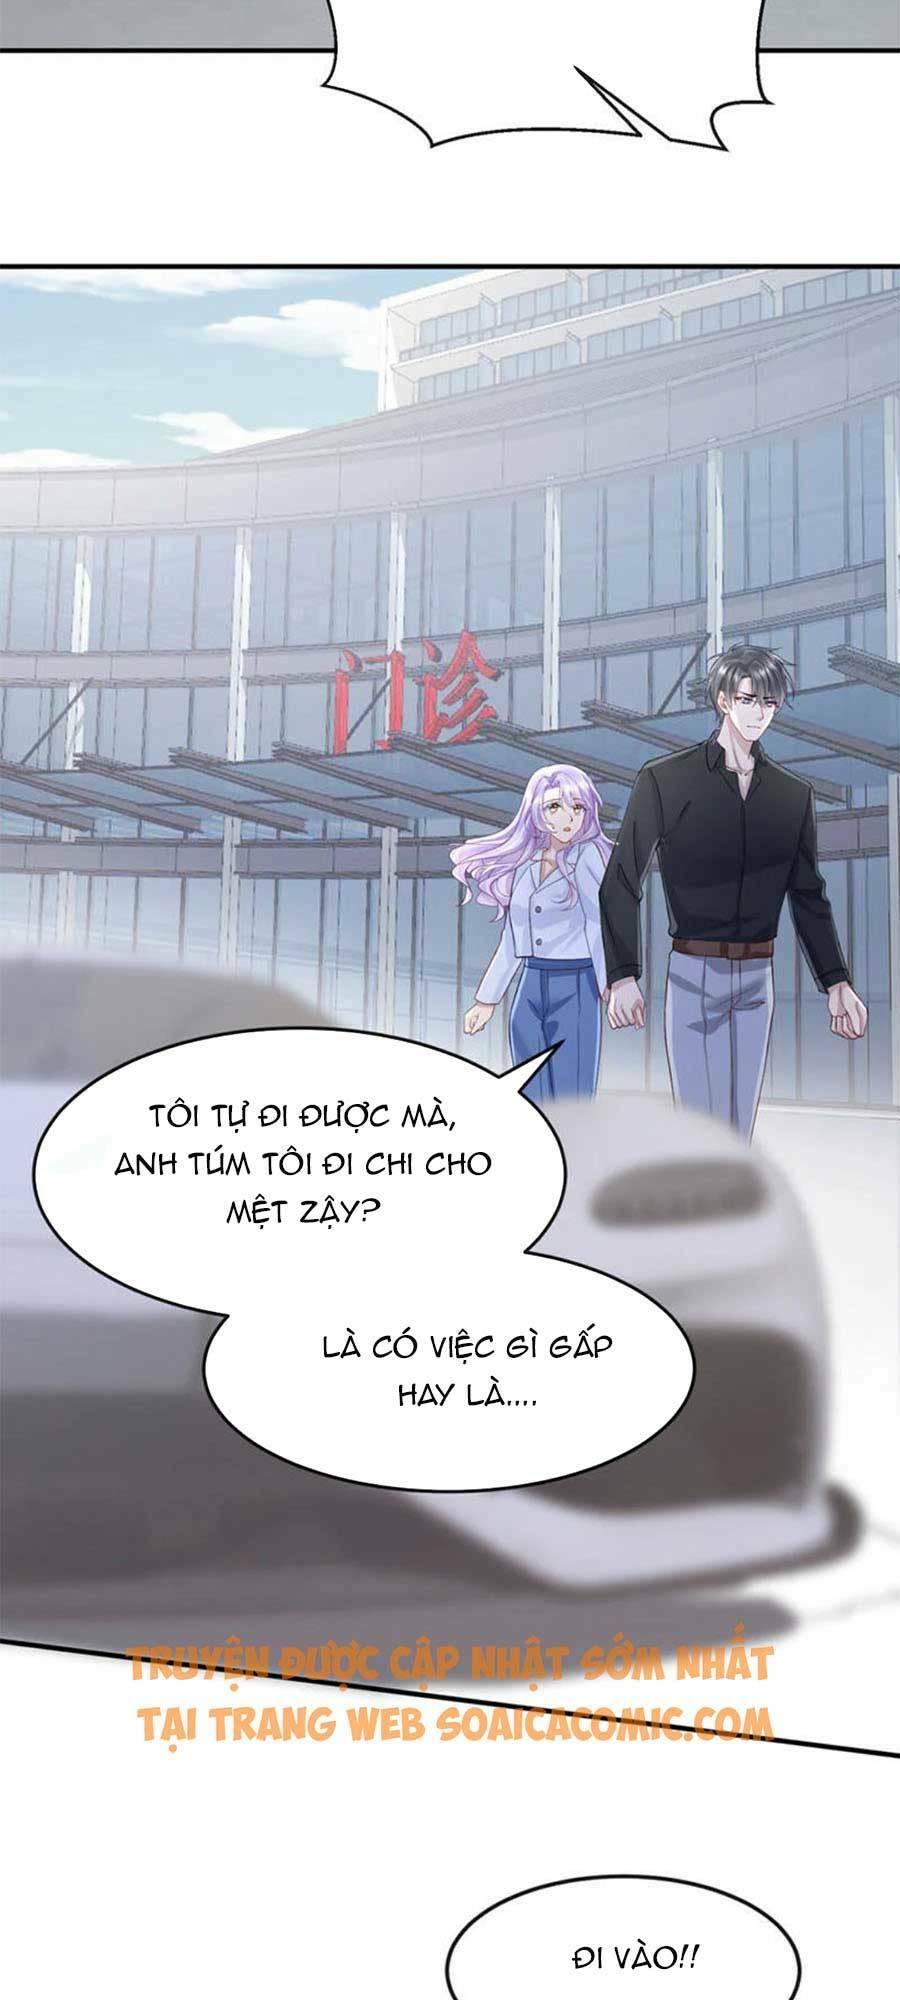 门诊
TÔI TỰ ĐI ĐƯỢC MÀ,
ANH TÚM TÔI ĐI CHI CHO
MỆT ZẬY?
LÀ CÓ VIỆC GÌ GẤP
HAY LÀ....
TRUYỆN ĐƯỢC CẬP NHẬT SỚM NHẤT
TẠI TRANG WEB SOAICACOMIC.COM
ĐI VÀO!!